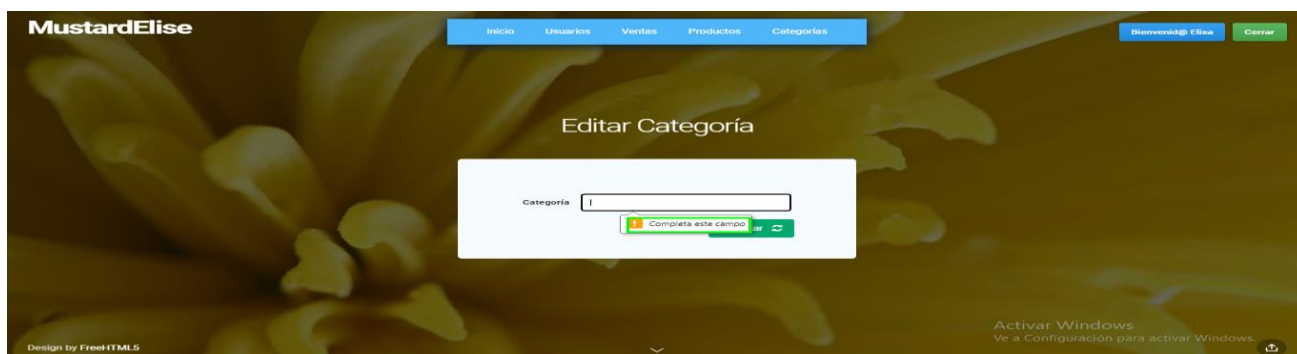 MustardElise
Inicio Usuarios Ventas Productos Categorías
Bienvenid@ Elisa Cerrar
Editar Categoría
Categoría
Completa este campo
ar
Activar Windows
Ve a Configuración para activar Windows.
Design by FreeHTML5